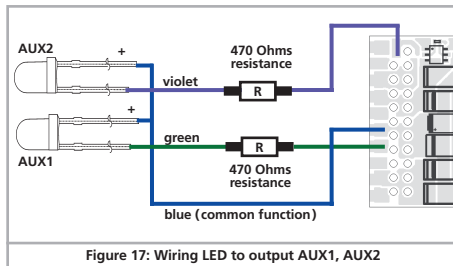 AUX2
+
470 Ohms
resistance
violet
R
+
green
R
AUX1
470 Ohms
resistance
blue (common function)
Figure 17: Wiring LED to output AUX1, AUX2